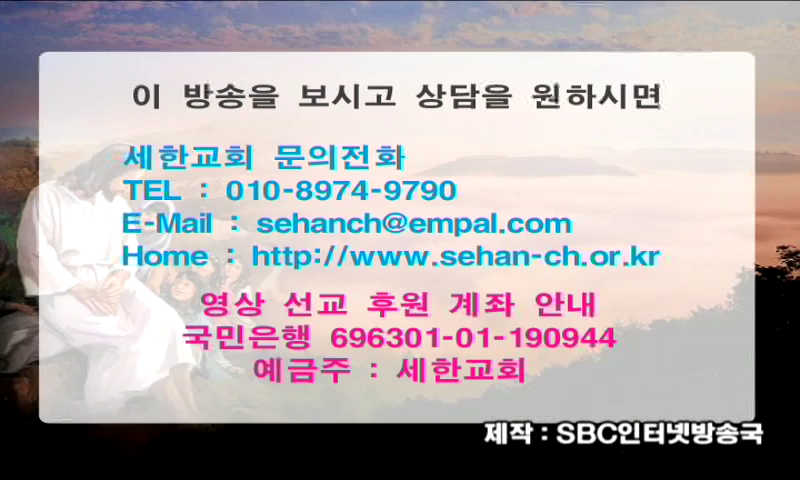 이 방송을 보시고 상담을 원하시면
세한교회 문의전화
TEL : 010-8974-9790
E-Mail : sehanch@empal.com
Home : http://www.sehan-ch.or.kr
영상 선교 후원 계좌 안내
국민은행 696301-01-190944
예금주 : 세한교회
제작 : SBC인터넷방송국